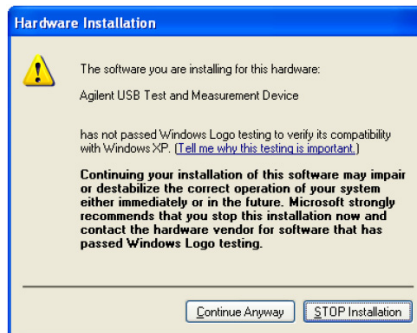 Hardware Installation
The software you are installing for this hardware:
Agilent USB Test and Measurement Device
has not passed Windows Logo testing to verify its compatibility
with Windows XP. (Tell me why this testing is important.)
Continuing your installation of this software may impair
or destabilize the correct operation of your system
either immediately or in the future. Microsoft strongly
recommends that you stop this installation now and
contact the hardware vendor for software that has
passed Windows Logo testing.
Continue Anyway
STOP Installation